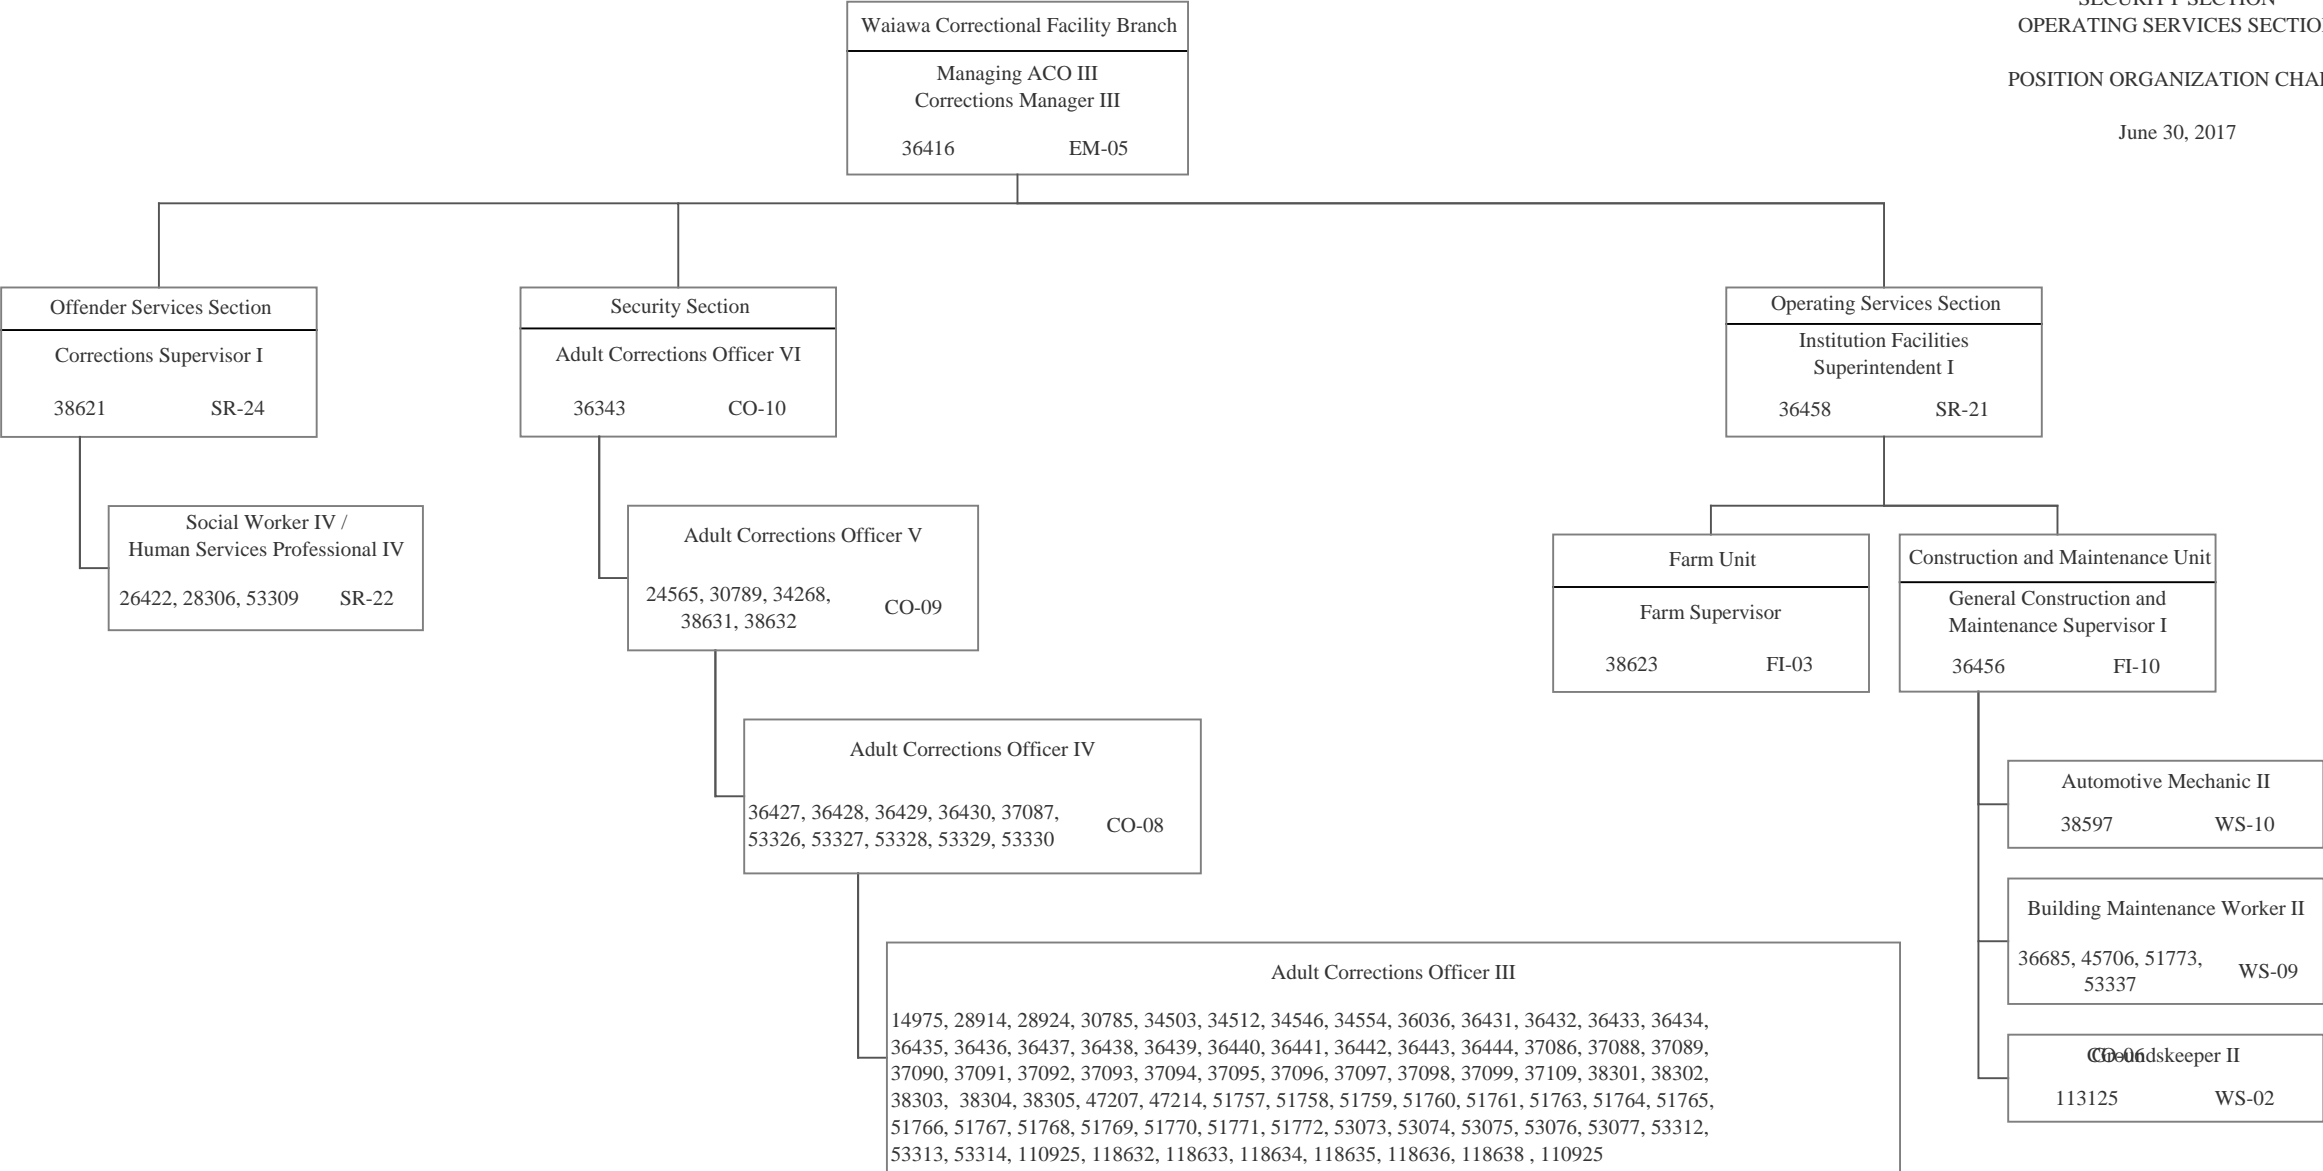 SECURITY SECTION
OPERATING SERVICES SECTIO
POSITION ORGANIZATION CHA
June 30, 2017
Waiawa Correctional Facility Branch
Managing ACO III
Corrections Manager III
36416 EM-05
Offender Services Section
Corrections Supervisor I
38621 SR-24
Social Worker IV /
Human Services Professional IV
26422, 28306, 53309 SR-22
Security Section
Adult Corrections Officer VI
36343 CO-10
Adult Corrections Officer V
24565, 30789, 34268,
38631, 38632
CO-09
Adult Corrections Officer IV
36427, 36428, 36429, 36430, 37087,
53326, 53327, 53328, 53329, 53330
CO-08
Adult Corrections Officer III
14975, 28914, 28924, 30785, 34503, 34512, 34546, 34554, 36036, 36431, 36432, 36433, 36434,
36435, 36436, 36437, 36438, 36439, 36440, 36441, 36442, 36443, 36444, 37086, 37088, 37089,
37090, 37091, 37092, 37093, 37094, 37095, 37096, 37097, 37098, 37099, 37109, 38301, 38302,
38303, 38304, 38305, 47207, 47214, 51757, 51758, 51759, 51760, 51761, 51763, 51764, 51765,
51766, 51767, 51768, 51769, 51770, 51771, 51772, 53073, 53074, 53075, 53076, 53077, 53312,
53313, 53314, 110925, 118632, 118633, 118634, 118635, 118636, 118638 , 110925
Operating Services Section
Institution Facilities
Superintendent I
36458 SR-21
Farm Unit
Farm Supervisor
38623 FI-03
Construction and Maintenance Unit
General Construction and
Maintenance Supervisor I
36456 FI-10
Automotive Mechanic II
38597 WS-10
Building Maintenance Worker II
36685, 45706, 51773,
53337
WS-09
CO-06
Groundskeeper II
113125 WS-02